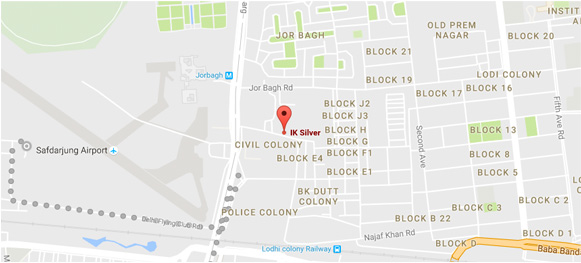 marg
INSTIT
OF
A
OLD PREM
NAGAR
BLOCK 20
JOR BAGH
BLOCK 21
Jorbagh M
LODI COLONY
BLOCK 19
BLOCK 16
Jor Bagh Rd
BLOCK 17
BLOCK J2
BLOCK J3
Fifth Ave Rd
IK Silver
BLOCK H
Second Ave
BLOCK 13
CIVIL COLONY
BLOCK G
Safdarjung Airport
BLOCK F1
BLOCK 8
BLOCK E4
BLOCK E1
BLOCK 5
BK DUTT
COLONY
BLOCK C 2
BLOCK C 3
POLICE COLONY
BLOCK B 22
Najaf Khan Rd
BLOCK D 1
BLOCK D
Lodhi colony Railway
Baba Band